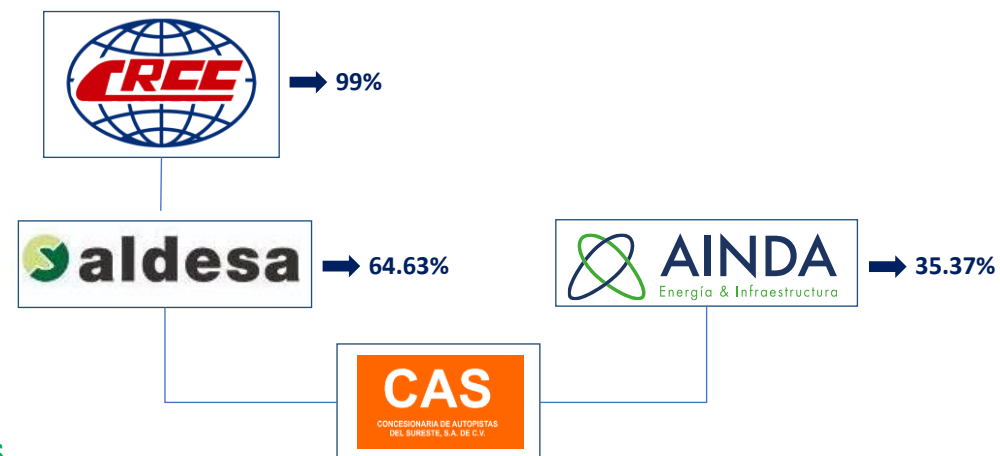 CRCC
99%
aldesa
64.63%
AINDA
Energía & Infraestructura
35.37%
CAS
CONCESIONARIA DE AUTOPISTAS
DEL SURESTE, S.A. DE C.V.